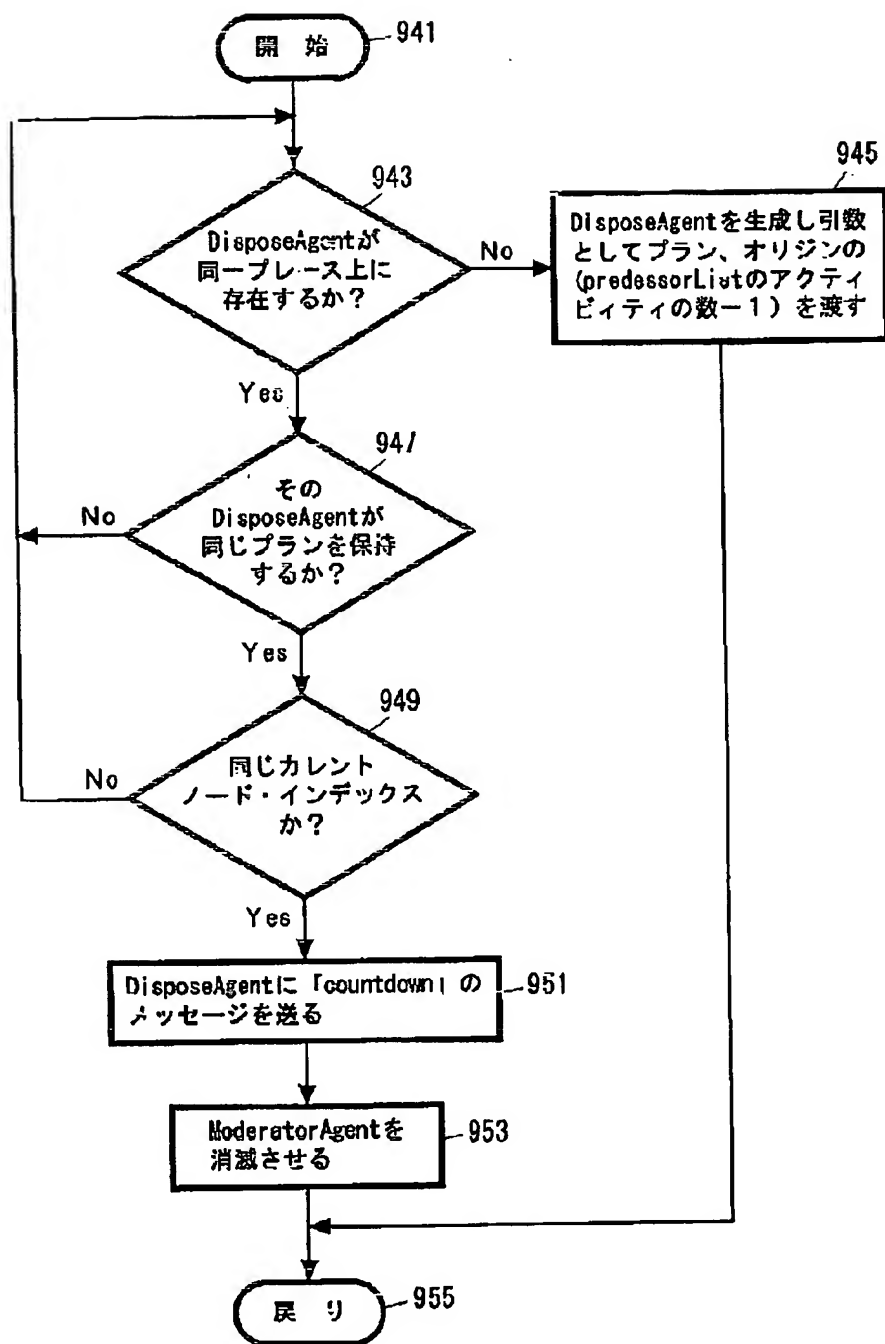 開 始
941
943
DisposeAgentが
同一プレース上に
存在するか？
No
945
DisposeAgentを生成し引数
としてプラン、オリジンの
(predessorListのアクティ
ビィティの数－1)を渡す
Yes
947
その
DisposeAgentが
同じプランを保持
するか？
No
Yes
949
同じカレント
ノード・インデックス
か？
No
Yes
DisposeAgentに「countdown」の
メッセージを送る
951
ModeratorAgentを
消滅させる
953
戻 り
955